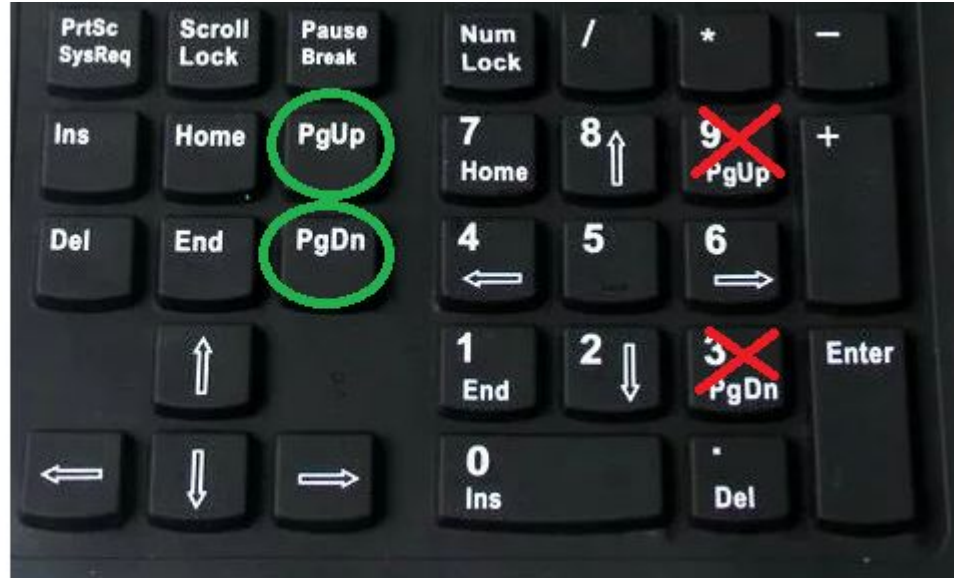 PrtSc
SysReq
Scroll
Lock
Pause
Break
Num
Lock
/
*
-
Ins
Home
PgUp
7
Home
8
9
PgUp
+
Del
End
PgDn
4
5
6
1
End
2
3
PgDn
Enter
0
Ins
.
Del